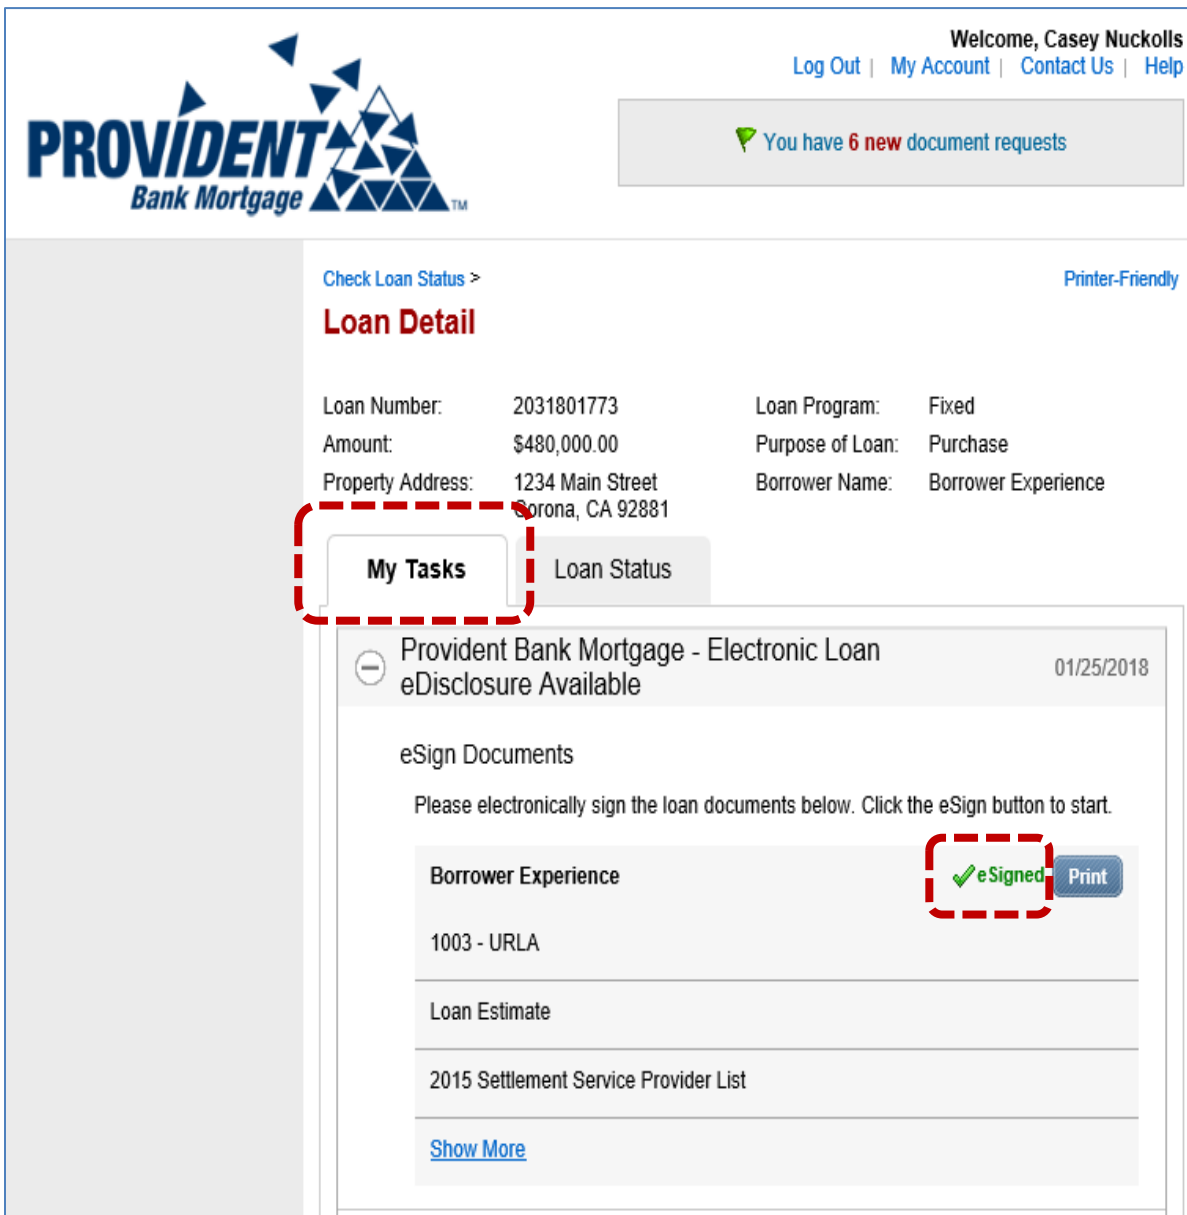 Welcome, Casey Nuckolls
Log Out | My Account | Contact Us | Help
PROVIDENT
Bank Mortgage
TM
You have 6 new document requests
Check Loan Status >
Printer-Friendly
Loan Detail
Loan Number: 2031801773 Loan Program: Fixed
Amount: $480,000.00 Purpose of Loan: Purchase
Property Address: 1234 Main Street Borrower Name: Borrower Experience
Corona, CA 92881
My Tasks Loan Status
Provident Bank Mortgage - Electronic Loan
eDisclosure Available
01/25/2018
eSign Documents
Please electronically sign the loan documents below. Click the eSign button to start.
Borrower Experience eSigned Print
1003 - URLA
Loan Estimate
2015 Settlement Service Provider List
Show More